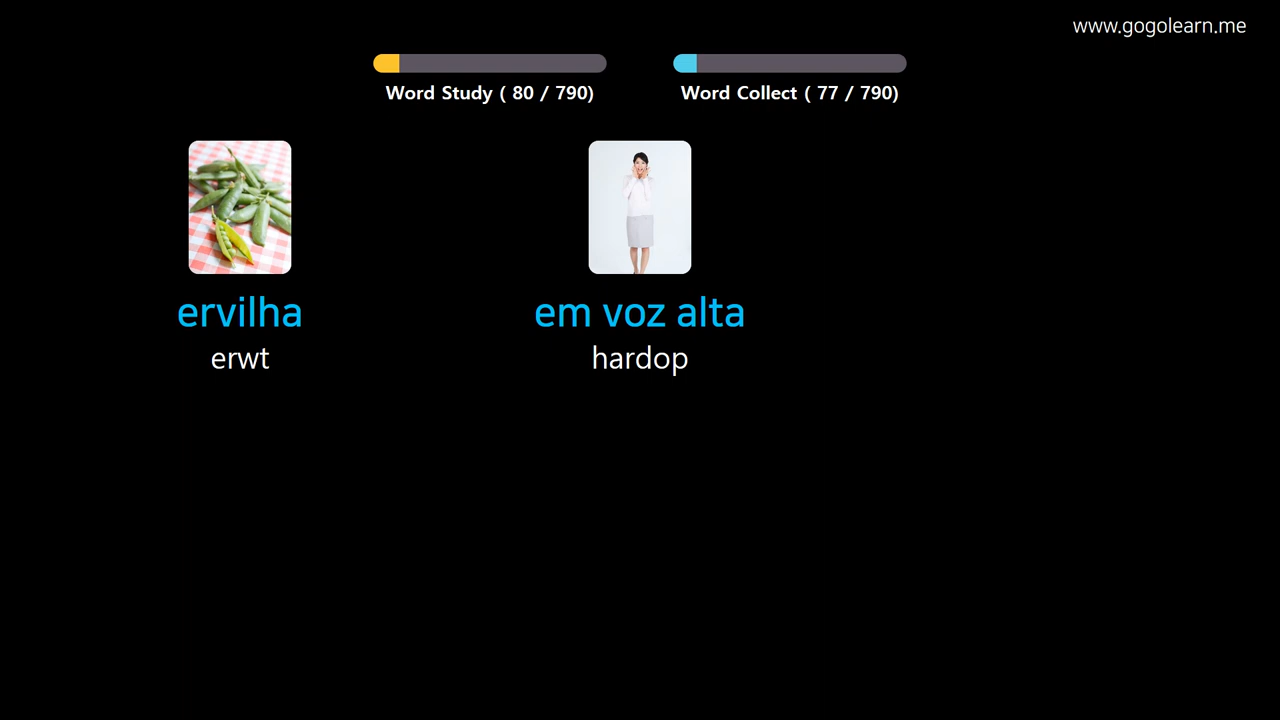 www.gogolearn.me
Word Study ( 80 / 790)
Word Collect ( 77 / 790)
ervilha
erwt
em voz alta
hardop